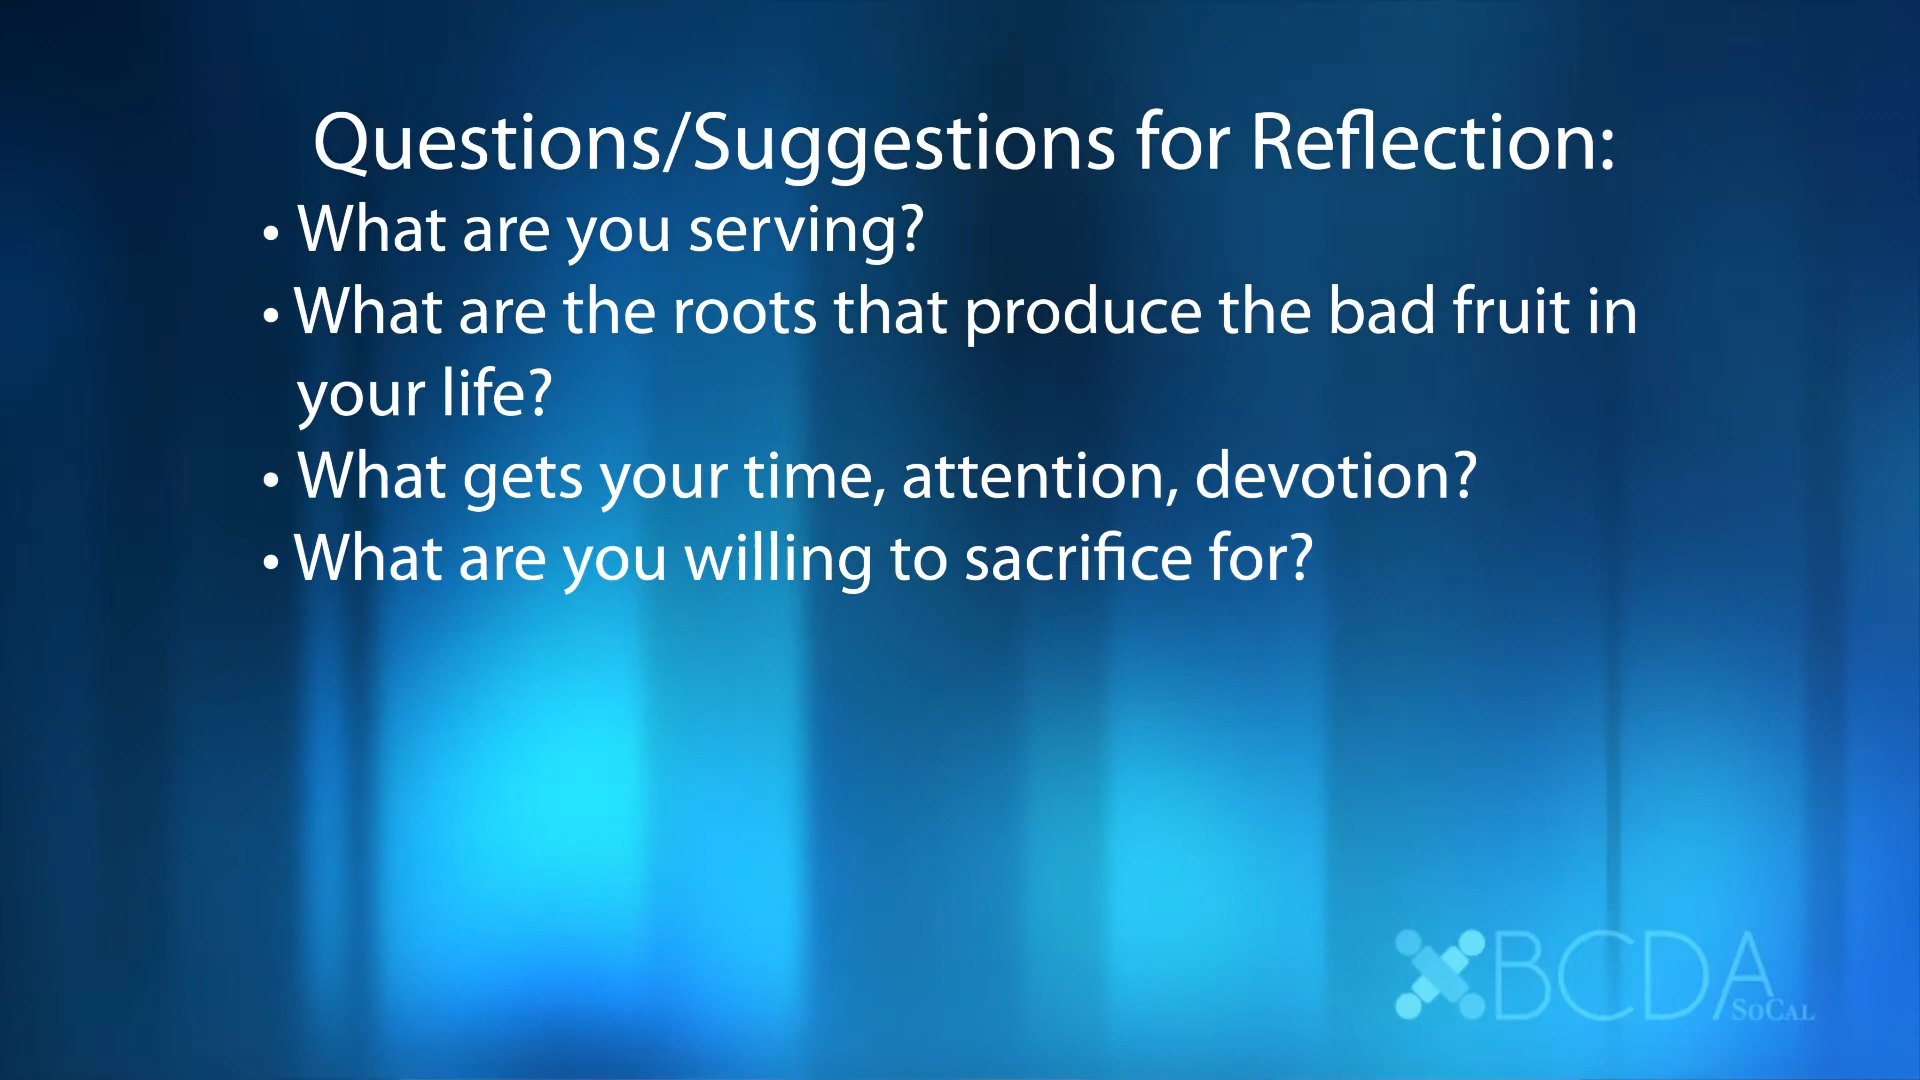 Questions/Suggestions for Reflection:
• What are you serving?
• What are the roots that produce the bad fruit in
your life?
• What gets your time, attention, devotion?
• What are you willing to sacrifice for?
BCDA
SoCal